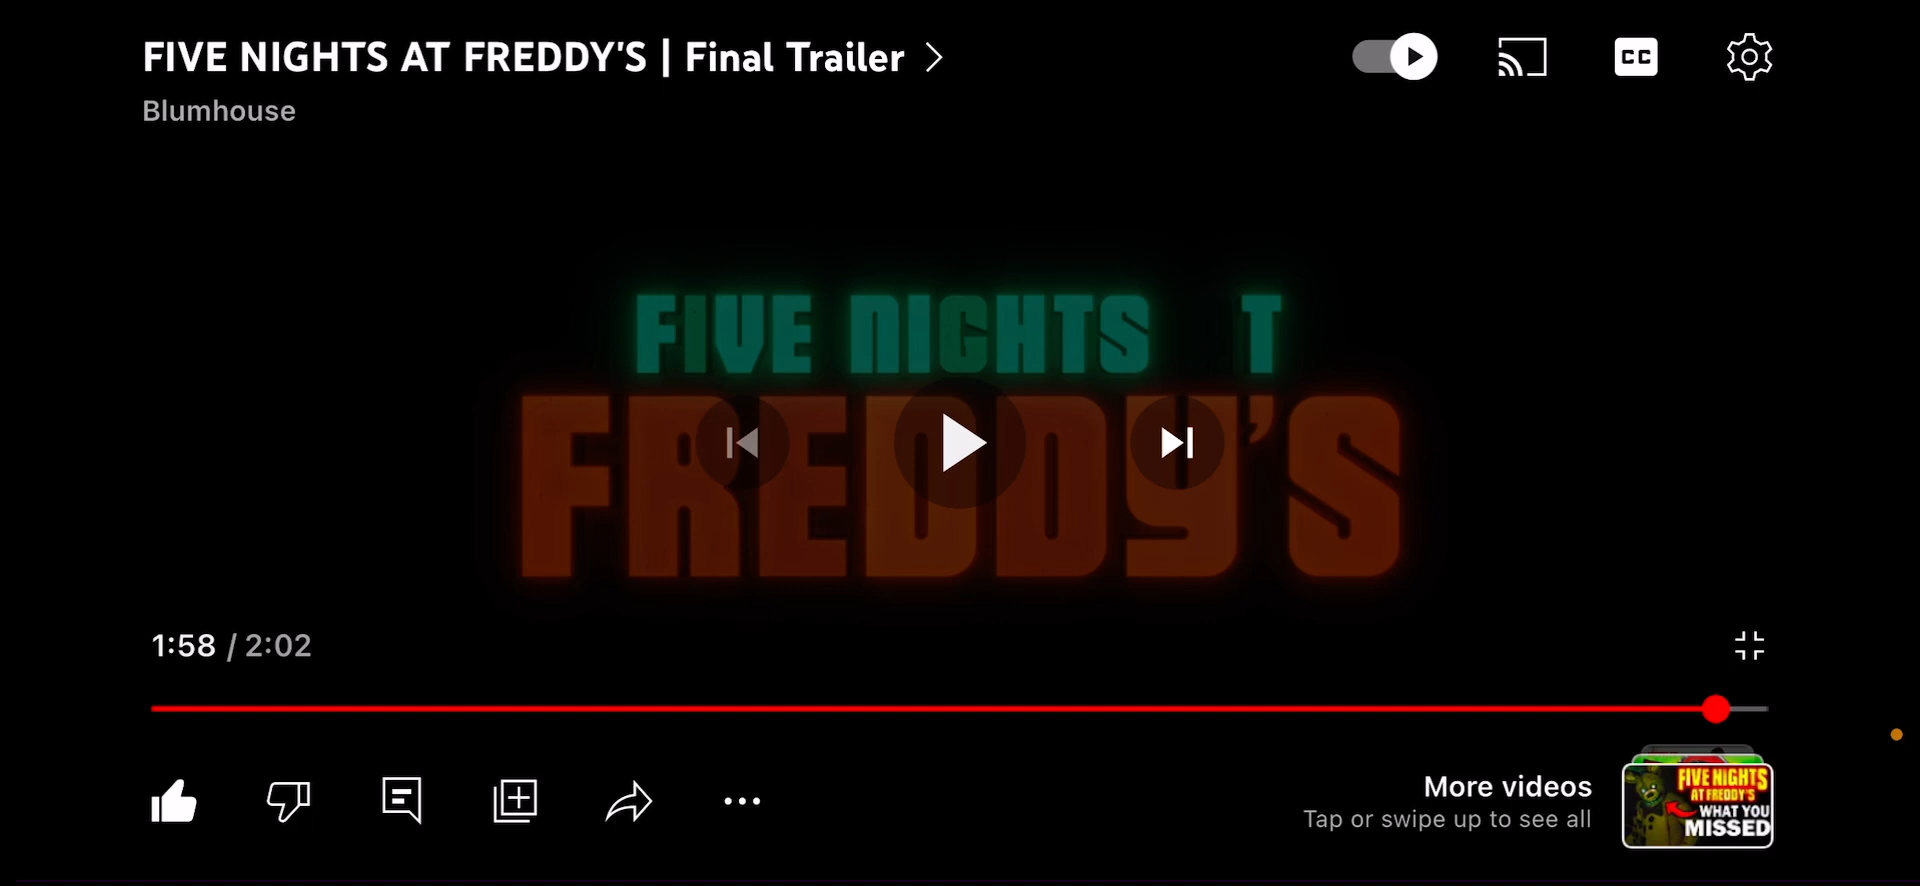 FIVE NIGHTS AT FREDDY'S | Final Trailer
CC
Blumhouse
FIVE NIGHTS T
FREDDY'S
1:58 / 2:02
More videos
Tap or swipe up to see all
FIVE NIGHTS
AT FREDDY'S
WHAT YOU
MISSED